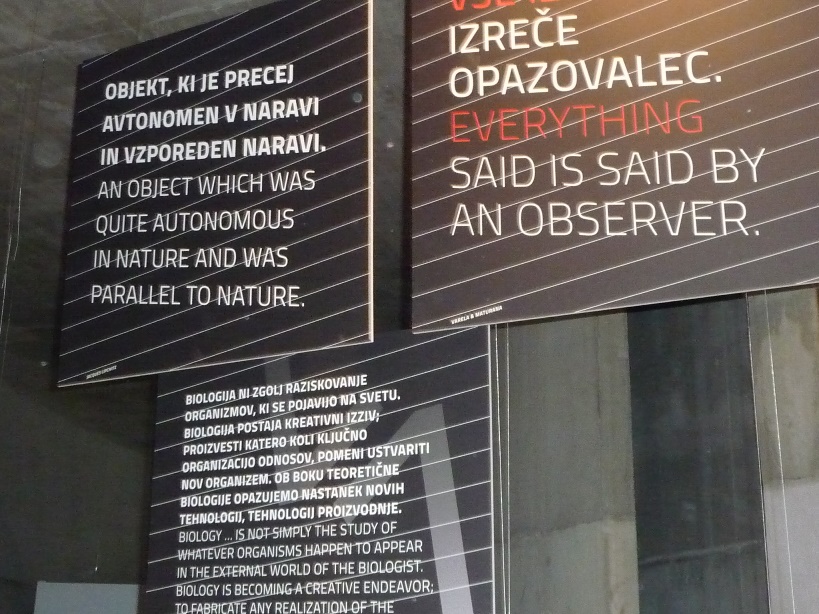 OBJEKT, KI JE PRECEJ
AVTONOMEN V NARAVI
IN VZPOREDEN NARAVI.
AN OBJECT WHICH WAS
QUITE AUTONOMOUS
IN NATURE AND WAS
PARALLEL TO NATURE.
IZREČE
OPAZOVALEC.
EVERYTHING
SAID IS SAID BY
AN OBSERVER.
VARELA & MATURANA
BIOLOGIJA NI ZGOLJ RAZISKOVANJE
ORGANIZMOV, KI SE POJAVIJO NA SVETU.
BIOLOGIJA POSTAJA KREATIVNI IZZIV;
PROIZVESTI KATERO KOLI KLJUČNO
ORGANIZACIJO ODNOSOV, POMENI USTVARITI
NOV ORGANIZEM. OB BOKU TEORETIČNE
BIOLOGIJE OPAZUJEMO NASTANEK NOVIH
TEHNOLOGIJ, TEHNOLOGIJ PROIZVODNJE.
BIOLOGY ... IS NOT SIMPLY THE STUDY OF
WHATEVER ORGANISMS HAPPEN TO APPEAR
IN THE EXTERNAL WORLD OF THE BIOLOGIST.
BIOLOGY IS BECOMING A CREATIVE ENDEAVOR;
TO FABRICATE ANY REALIZATION OF THE